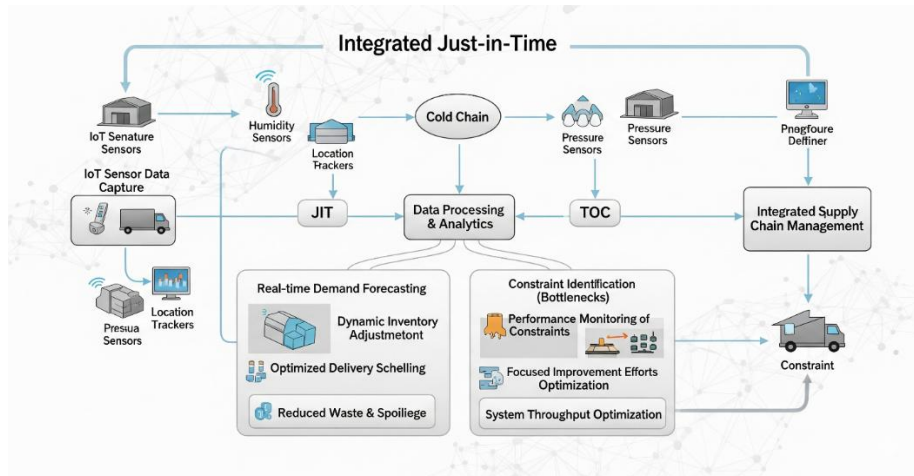 Integrated Just-in-Time
IoT Senature
Sensors
Humidity
Sensors
Location
Trackers
Cold Chain
Pressure
Sensors
Pressure
Sensors
Pnegfoure
Deffiner
IoT Sensor Data
Capture
JIT
Data Processing
& Analytics
TOC
Integrated Supply
Chain Management
Presua
Sensors
Location
Trackers
Real-time Demand Forecasting
Dynamic Inventory
Adjustmetont
Optimized Delivery Schelling
Reduced Waste & Spoiliege
Constraint Identification
(Bottlenecks)
Performance Monitoring of
Constraints
Focused Improvement Efforts
Optimization
System Throughput Optimization
Constraint